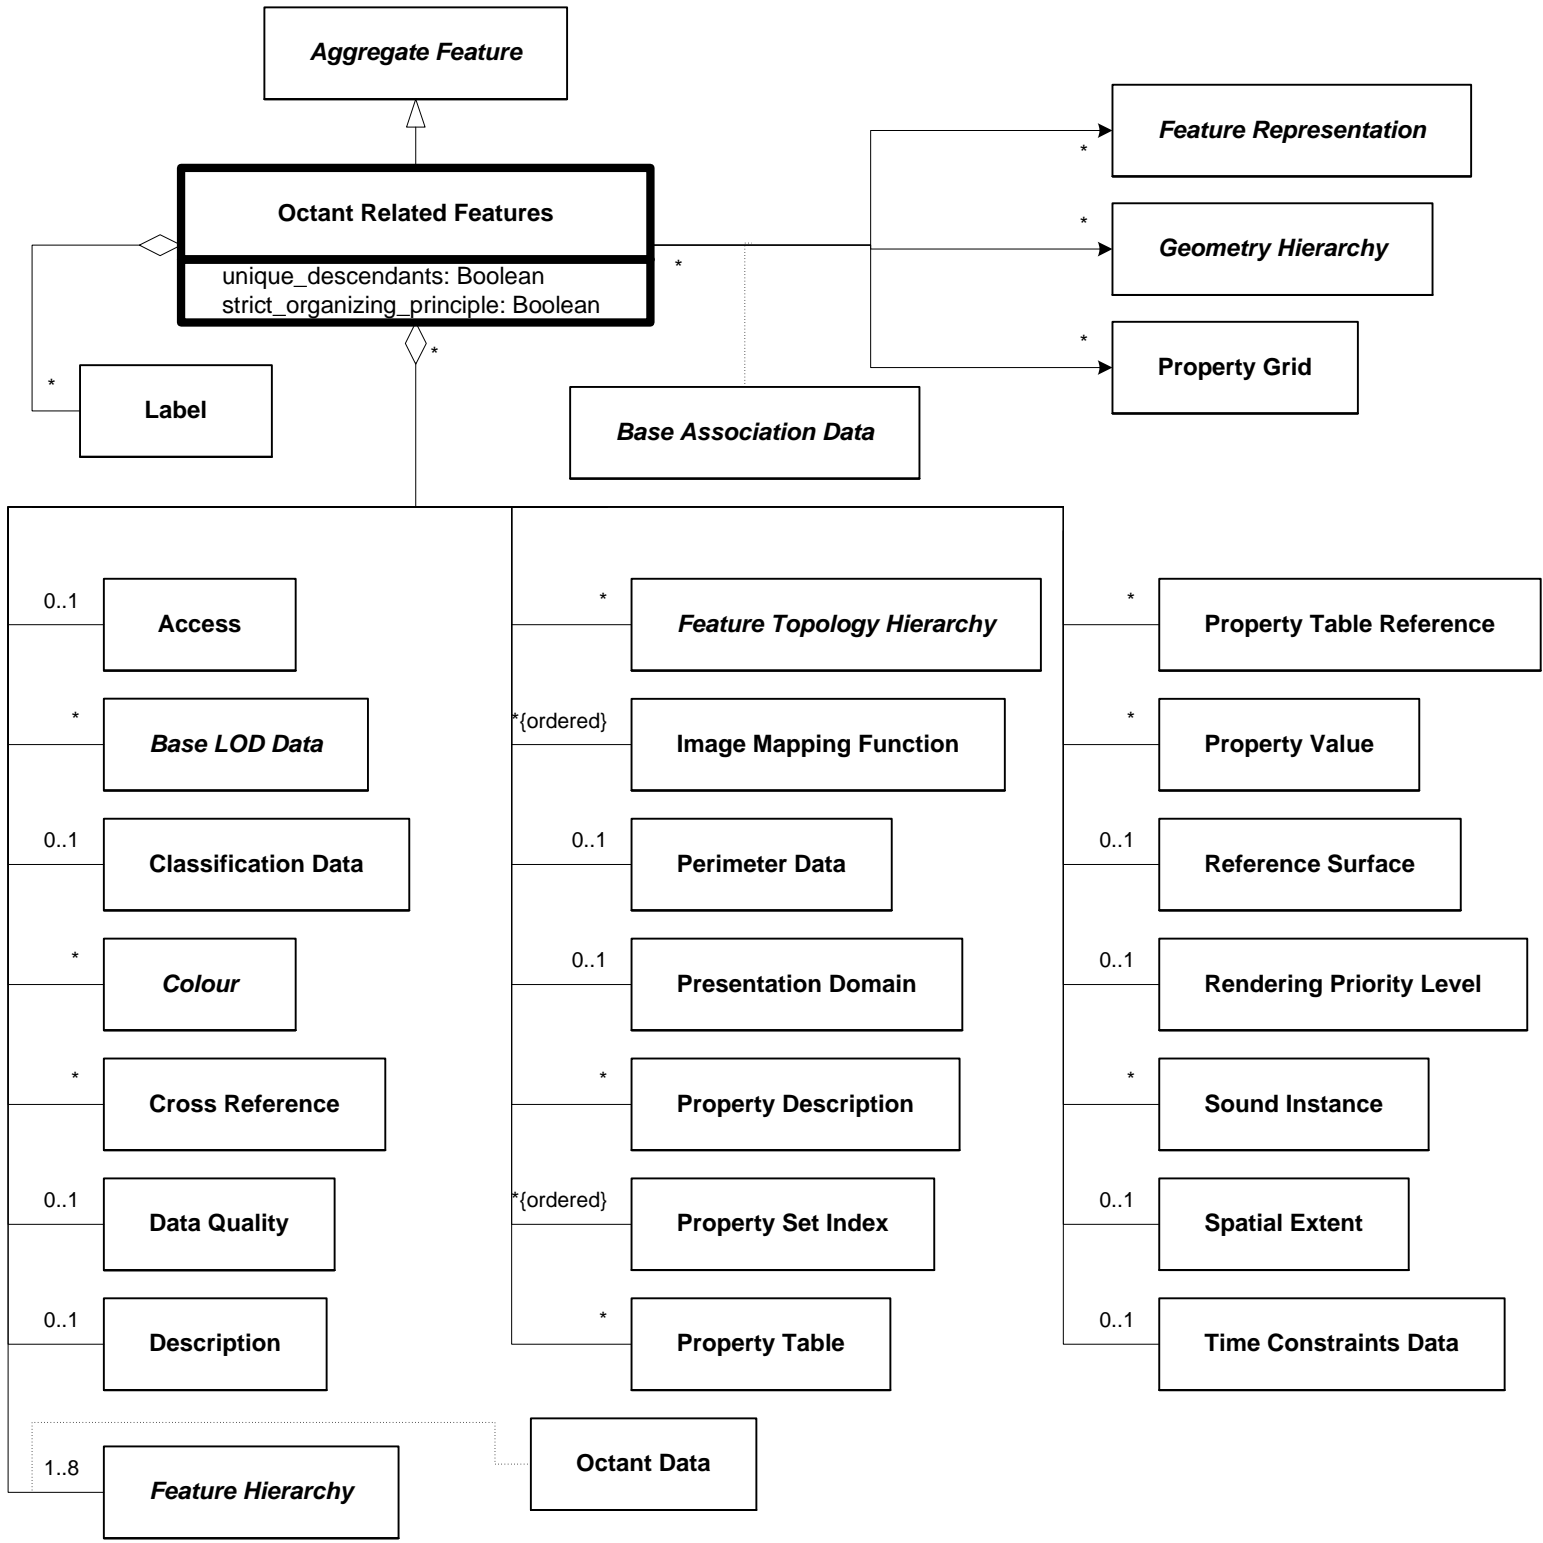 Aggregate Feature
Feature Representation
*
Octant Related Features
*
Geometry Hierarchy
*
unique_descendants: Boolean
strict_organizing_principle: Boolean
*
*
Property Grid
*
Label
Base Association Data
0..1
Access
*
Feature Topology Hierarchy
*
Property Table Reference
*
Base LOD Data
*{ordered}
Image Mapping Function
*
Property Value
0..1
Classification Data
0..1
Perimeter Data
0..1
Reference Surface
*
Colour
0..1
Presentation Domain
0..1
Rendering Priority Level
*
Cross Reference
*
Property Description
*
Sound Instance
0..1
Data Quality
*{ordered}
Property Set Index
0..1
Spatial Extent
0..1
Description
*
Property Table
0..1
Time Constraints Data
1..8
Feature Hierarchy
Octant Data